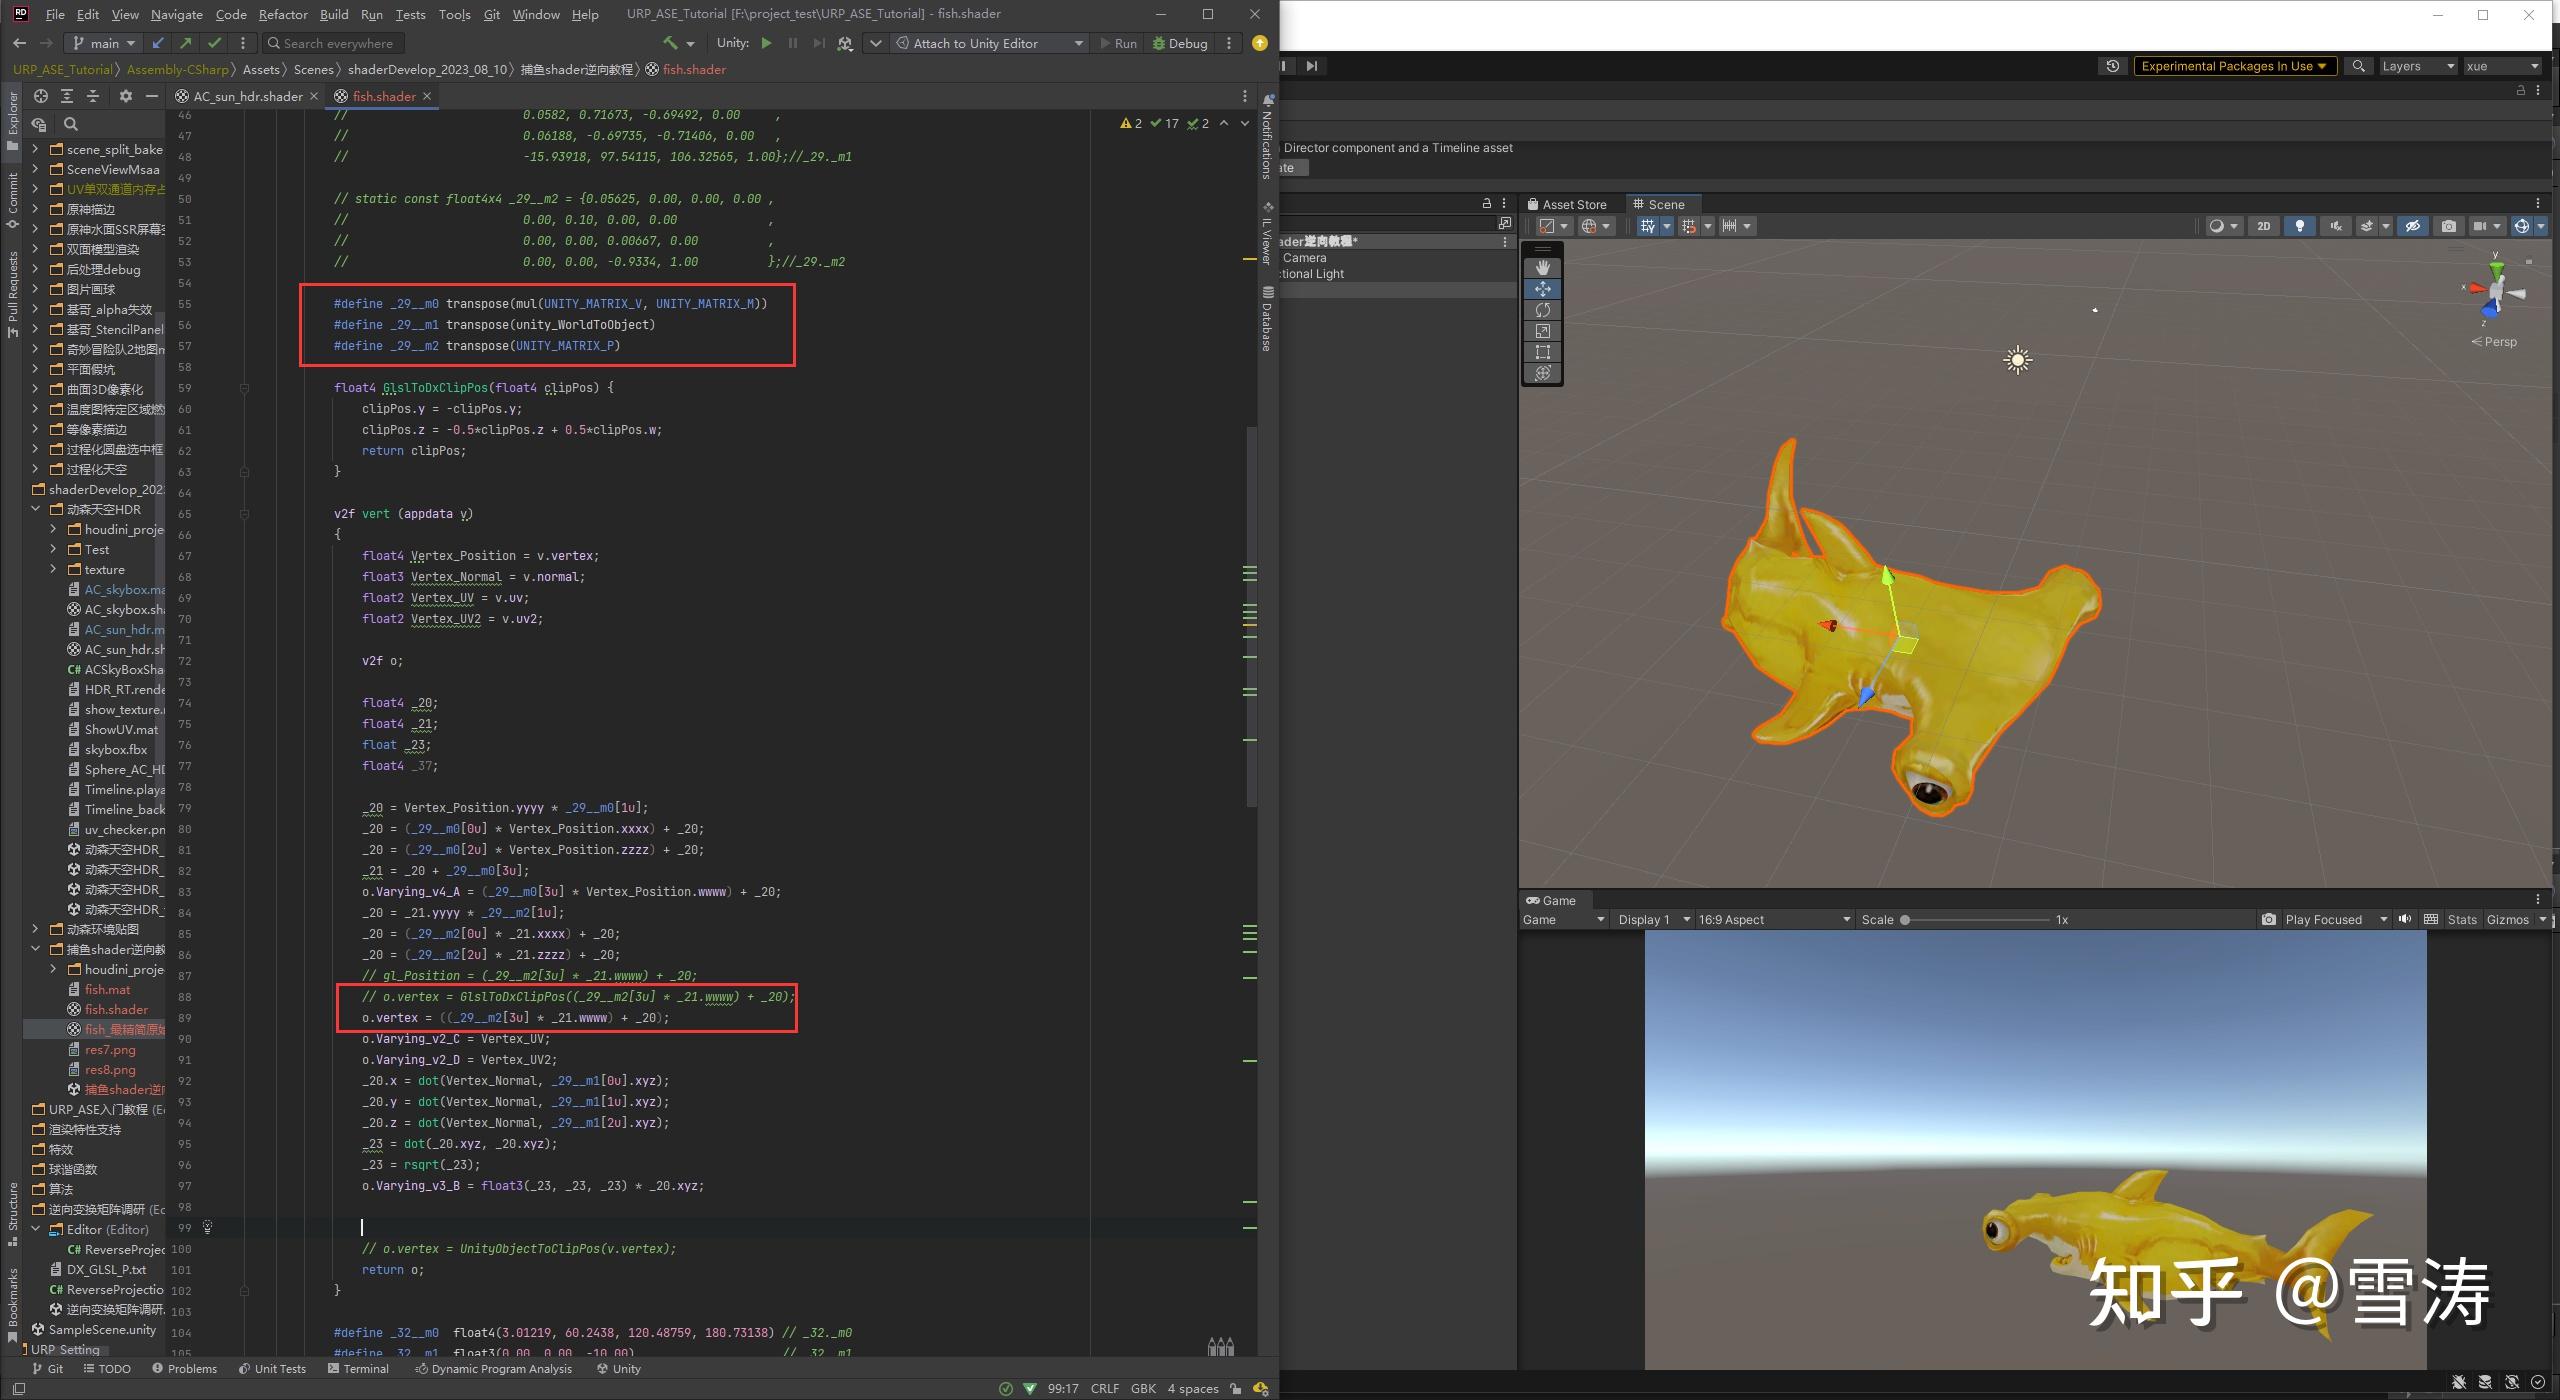 File Edit View Navigate Code Refactor Build Run Tests Tools Git Window Help URP_ASE_Tutorial [F:\project_test\URP_ASE_Tutorial] - fish.shader
main Search everywhere Unity: Attach to Unity Editor Run Debug
URP_ASE_Tutorial Assembly-CSharp Assets Scenes shaderDevelop_2023_08_10 捕鱼shader逆向教程 fish.shader
AC_sun_hdr.shader fish.shader
2 17 2
Explorer
Commit
Pull Requests
Structure
Bookmarks
Notifications
IL Viewer
Database
scene_split_bake
SceneViewMsaa
UV单双通道内存占
原神描边
原神水面SSR屏幕空
双面模型渲染
后处理debug
图片画球
基哥_alpha失效
基哥_StencilPanel
奇妙冒险队2地图m
平面假坑
曲面3D像素化
温度图特定区域燃
等像素描边
过程化圆盘选中框
过程化天空
shaderDevelop_202
动森天空HDR
houdini_proje
Test
texture
AC_skybox.ma
AC_skybox.sha
AC_sun_hdr.m
AC_sun_hdr.sh
ACSkyBoxSha
HDR_RT.rende
show_texture.
ShowUV.mat
skybox.fbx
Sphere_AC_HD
Timeline.playa
Timeline_back
uv_checker.pn
动森天空HDR_
动森天空HDR_
动森天空HDR_
动森天空HDR_
动森环境贴图
捕鱼shader逆向教
houdini_proje
fish.mat
fish.shader
fish_最精简原始
res7.png
res8.png
捕鱼shader逆向
URP_ASE入门教程 (Ec
渲染特性支持
特效
球谐函数
算法
逆向变换矩阵调研 (Ec
Editor (Editor)
ReverseProjec
DX_GLSL_P.txt
ReverseProjectio
逆向变换矩阵调研.
SampleScene.unity
URP Setting
46 // 0.0582, 0.71673, -0.69492, 0.00 ,
47 // 0.06188, -0.69735, -0.71406, 0.00 ,
48 // -15.93918, 97.54115, 106.32565, 1.00};//_29._m1
49
50 // static const float4x4 _29__m2 = {0.05625, 0.00, 0.00, 0.00 ,
51 // 0.00, 0.10, 0.00, 0.00 ,
52 // 0.00, 0.00, 0.00667, 0.00 ,
53 // 0.00, 0.00, -0.9334, 1.00 };//_29._m2
54
55 #define _29__m0 transpose(mul(UNITY_MATRIX_V, UNITY_MATRIX_M))
56 #define _29__m1 transpose(unity_WorldToObject)
57 #define _29__m2 transpose(UNITY_MATRIX_P)
58
59 float4 GlslToDxClipPos(float4 clipPos) {
60 clipPos.y = -clipPos.y;
61 clipPos.z = -0.5*clipPos.z + 0.5*clipPos.w;
62 return clipPos;
63 }
64
65 v2f vert (appdata v)
66 {
67 float4 Vertex_Position = v.vertex;
68 float3 Vertex_Normal = v.normal;
69 float2 Vertex_UV = v.uv;
70 float2 Vertex_UV2 = v.uv2;
71
72 v2f o;
73
74 float4 _20;
75 float4 _21;
76 float _23;
77 float4 _37;
78
79 _20 = Vertex_Position.yyyy * _29__m0[1u];
80 _20 = (_29__m0[0u] * Vertex_Position.xxxx) + _20;
81 _20 = (_29__m0[2u] * Vertex_Position.zzzz) + _20;
82 _21 = _20 + _29__m0[3u];
83 o.Varying_v4_A = (_29__m0[3u] * Vertex_Position.wwww) + _20;
84 _20 = _21.yyyy * _29__m2[1u];
85 _20 = (_29__m2[0u] * _21.xxxx) + _20;
86 _20 = (_29__m2[2u] * _21.zzzz) + _20;
87 // gl_Position = (_29__m2[3u] * _21.wwww) + _20;
88 // o.vertex = GlslToDxClipPos((_29__m2[3u] * _21.wwww) + _20);
89 o.vertex = ((_29__m2[3u] * _21.wwww) + _20);
90 o.Varying_v2_C = Vertex_UV;
91 o.Varying_v2_D = Vertex_UV2;
92 _20.x = dot(Vertex_Normal, _29__m1[0u].xyz);
93 _20.y = dot(Vertex_Normal, _29__m1[1u].xyz);
94 _20.z = dot(Vertex_Normal, _29__m1[2u].xyz);
95 _23 = dot(_20.xyz, _20.xyz);
96 _23 = rsqrt(_23);
97 o.Varying_v3_B = float3(_23, _23, _23) * _20.xyz;
98
99
100 // o.vertex = UnityObjectToClipPos(v.vertex);
101 return o;
102 }
103
104 #define _32__m0 float4(3.01219, 60.2438, 120.48759, 180.73138) // _32._m0
105 #define _32__m1 float3(0.00, 0.00, -10.00) // _32._m1
Git TODO Problems Unit Tests Terminal Dynamic Program Analysis Unity
99:17 CRLF GBK 4 spaces
Experimental Packages In Use Layers xue
Director component and a Timeline asset
ate
Asset Store Scene
2D
ader逆向教程*
Camera
ctional Light
y
x
z
Persp
Game
Game Display 1 16:9 Aspect Scale 1x Play Focused Stats Gizmos
知乎 @雪涛